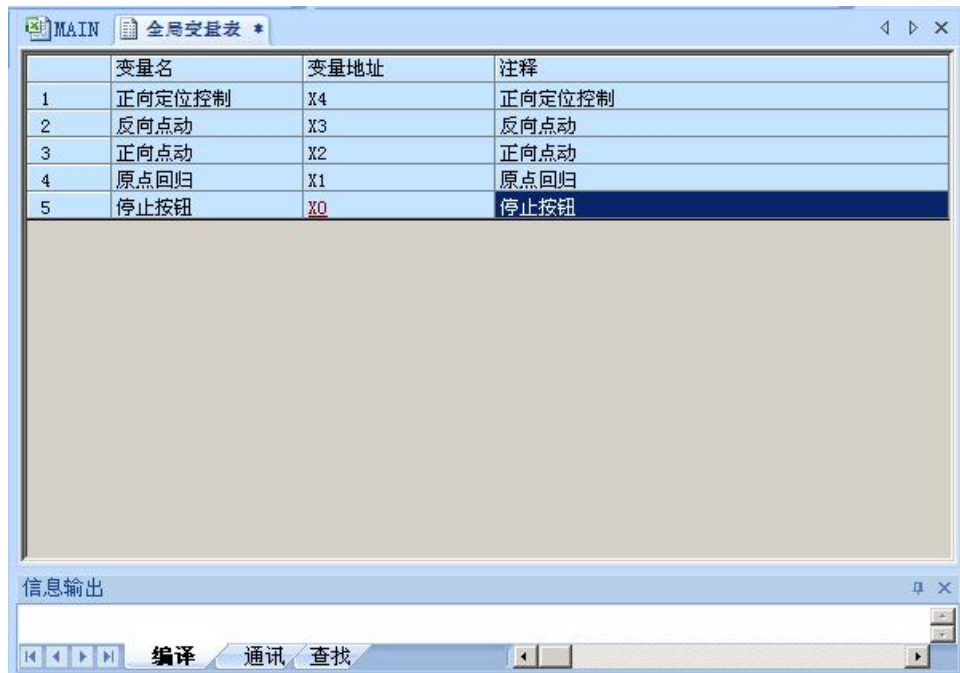 MAIN 全局变量表 *
变量名 变量地址 注释
1 正向定位控制 X4 正向定位控制
2 反向点动 X3 反向点动
3 正向点动 X2 正向点动
4 原点回归 X1 原点回归
5 停止按钮 X0 停止按钮
信息输出
编译 通讯 查找